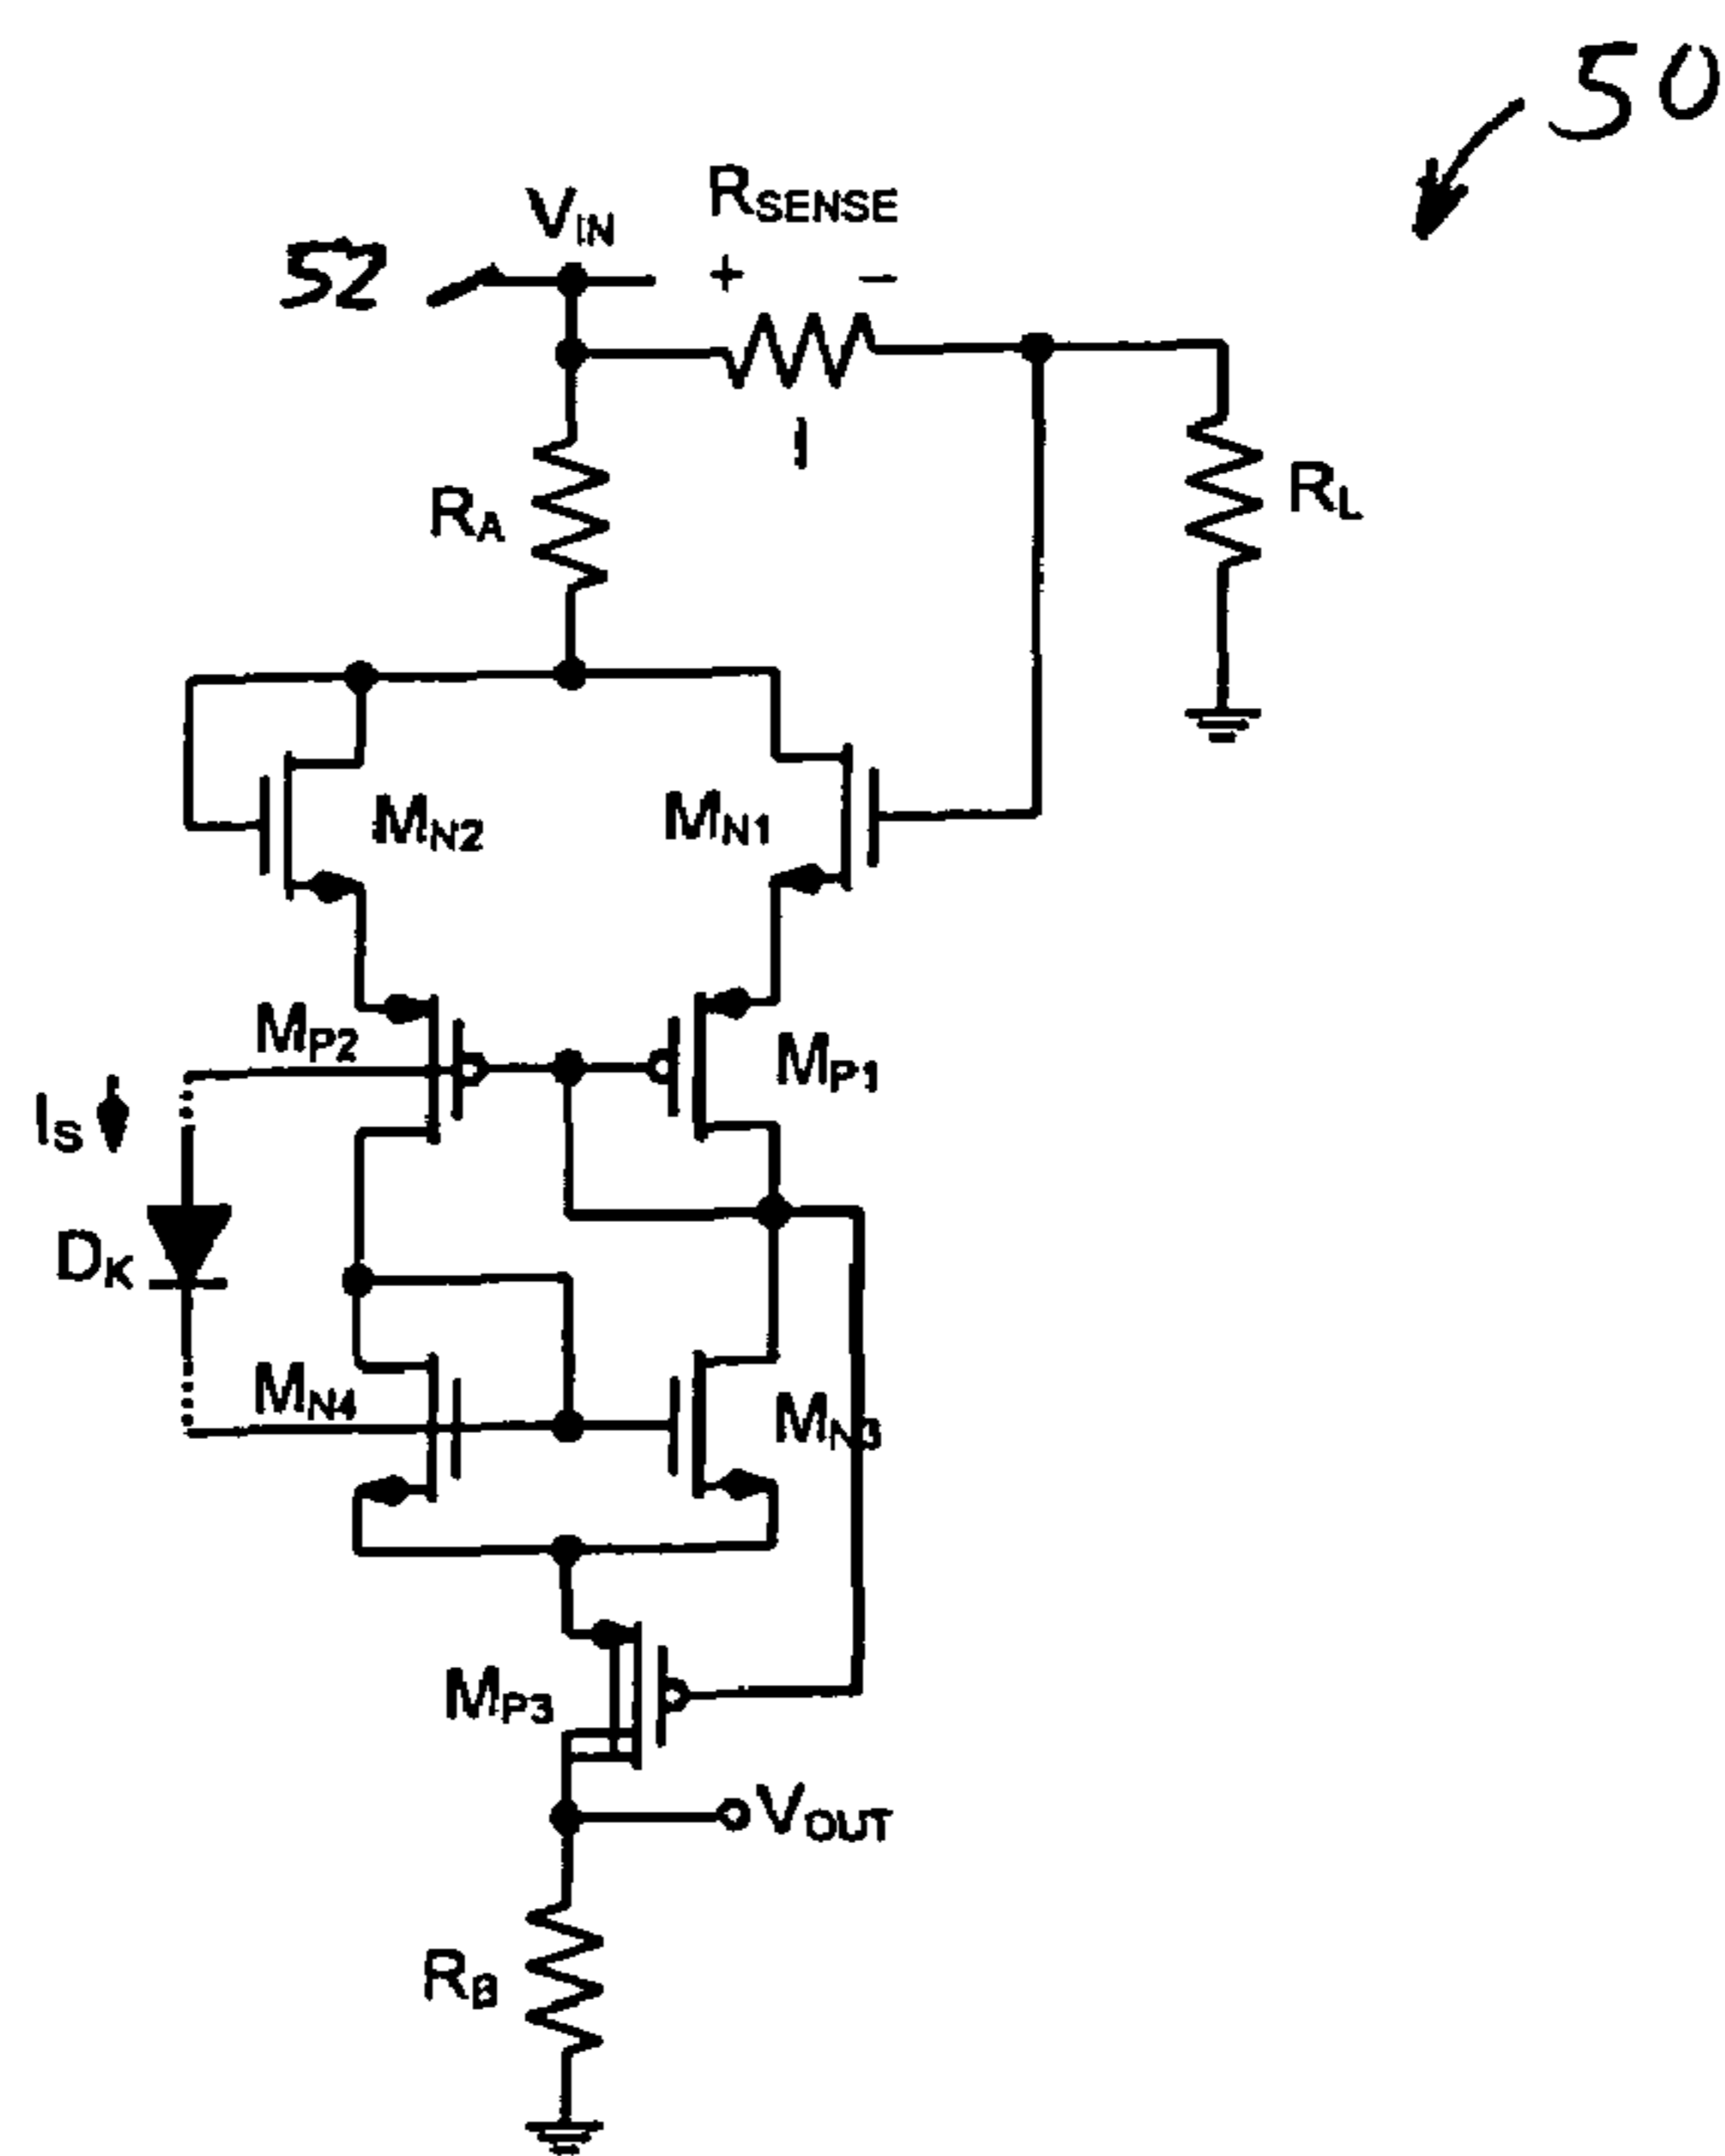 50
RSENSE
VIN
52
+ −
I
RA
RL
MN2
MN1
MP2
MP1
IS
DK
MN4
MN3
MP3
VOUT
RB